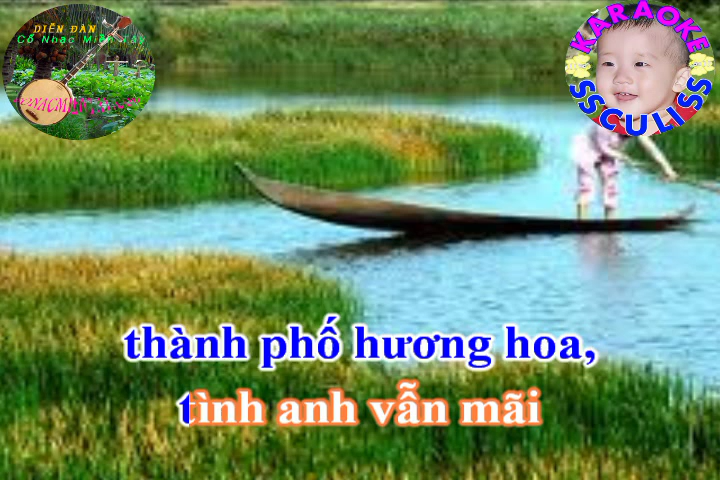 DIỄN ĐÀN
Cổ Nhạc Miền Tây
KARAOKE
SSCULISS
thành phố hương hoa,
tình anh vẫn mãi